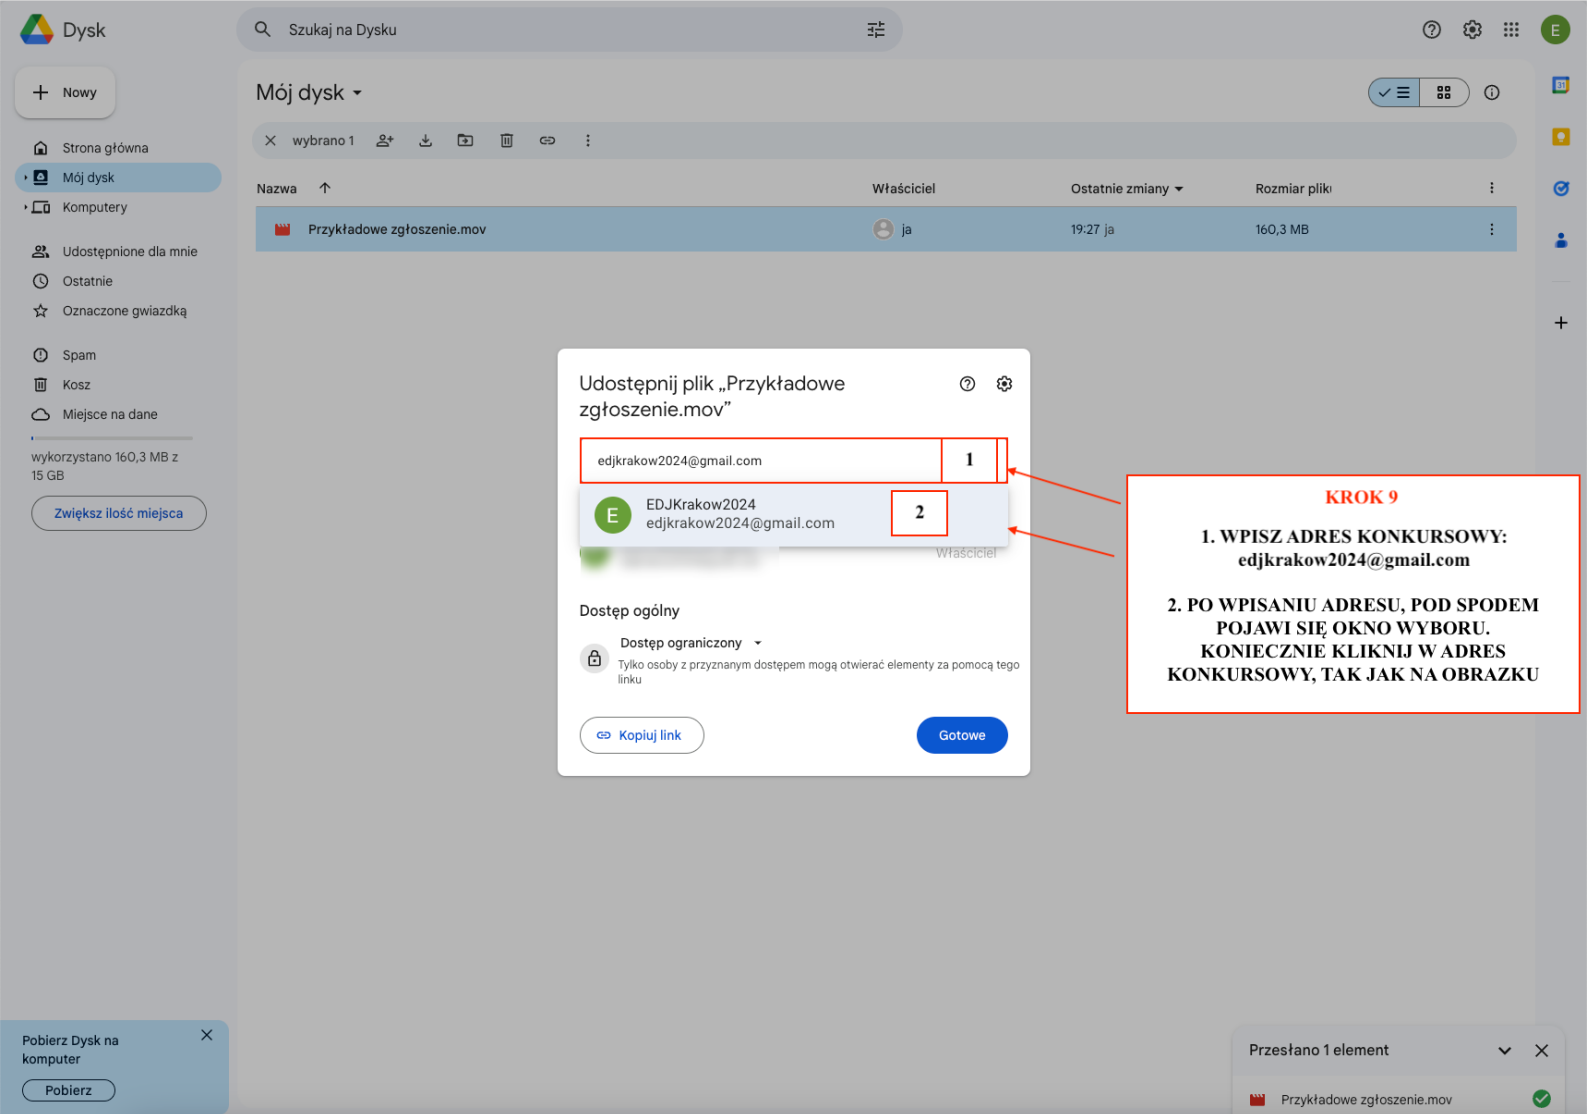 Dysk
Szukaj na Dysku
E
Nowy
Mój dysk
31
wybrano 1
Strona główna
Mój dysk
Komputery
Nazwa
Właściciel
Ostatnie zmiany
Rozmiar plik
Przykładowe zgłoszenie.mov
ja
19:27 ja
160,3 MB
Udostępnione dla mnie
Ostatnie
Oznaczone gwiazdką
Spam
Kosz
Miejsce na dane
wykorzystano 160,3 MB z
15 GB
Zwiększ ilość miejsca
Udostępnij plik „Przykładowe
zgłoszenie.mov”
edjkrakow2024@gmail.com
1
E
EDJKrakow2024
edjkrakow2024@gmail.com
2
Właściciel
Dostęp ogólny
Dostęp ograniczony
Tylko osoby z przyznanym dostępem mogą otwierać elementy za pomocą tego
linku
Kopiuj link
Gotowe
KROK 9
1. WPISZ ADRES KONKURSOWY:
edjkrakow2024@gmail.com
2. PO WPISANIU ADRESU, POD SPODEM
POJAWI SIĘ OKNO WYBORU.
KONIECZNIE KLIKNIJ W ADRES
KONKURSOWY, TAK JAK NA OBRAZKU
Pobierz Dysk na
komputer
Pobierz
Przesłano 1 element
Przykładowe zgłoszenie.mov